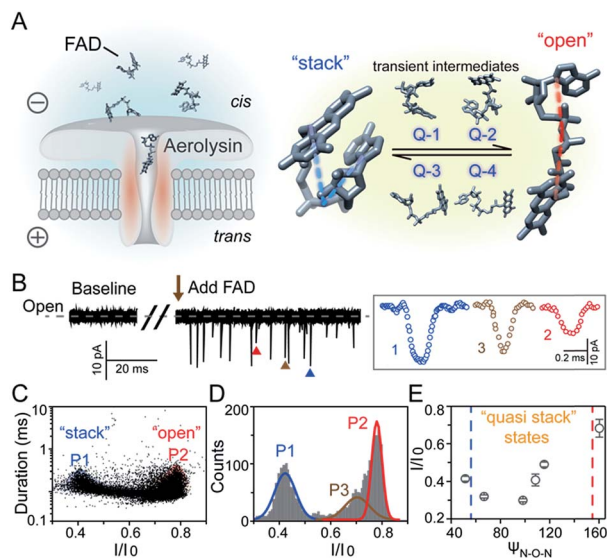 A
FAD
cis
Aerolysin
trans
"stack"
transient intermediates
"open"
Q-1 Q-2
Q-3 Q-4
B
Baseline
Add FAD
Open
10 pA
20 ms
1
3
2
10 pA
0.2 ms
C
Duration (ms)
10
1
0.1
"stack"
P1
"open"
P2
0.4 0.6 0.8
I/I0
D
Counts
200
100
0
P1
P3
P2
0.4 0.6 0.8
I/I0
E
I/I0
0.8
0.6
0.4
"quasi stack"
states
40 80 120 160
ΨN-O-N